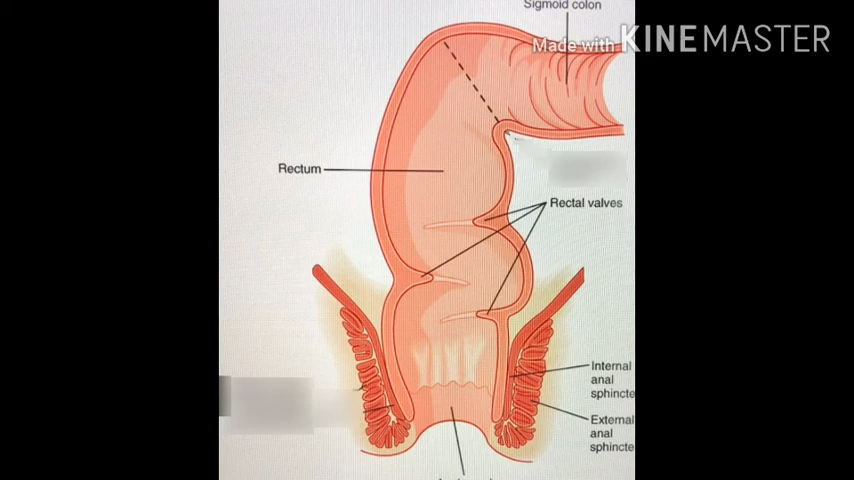 Sigmoid colon
Made with KINEMASTER
Rectum
Rectal valves
Internal
anal
sphincte
External
anal
sphincte